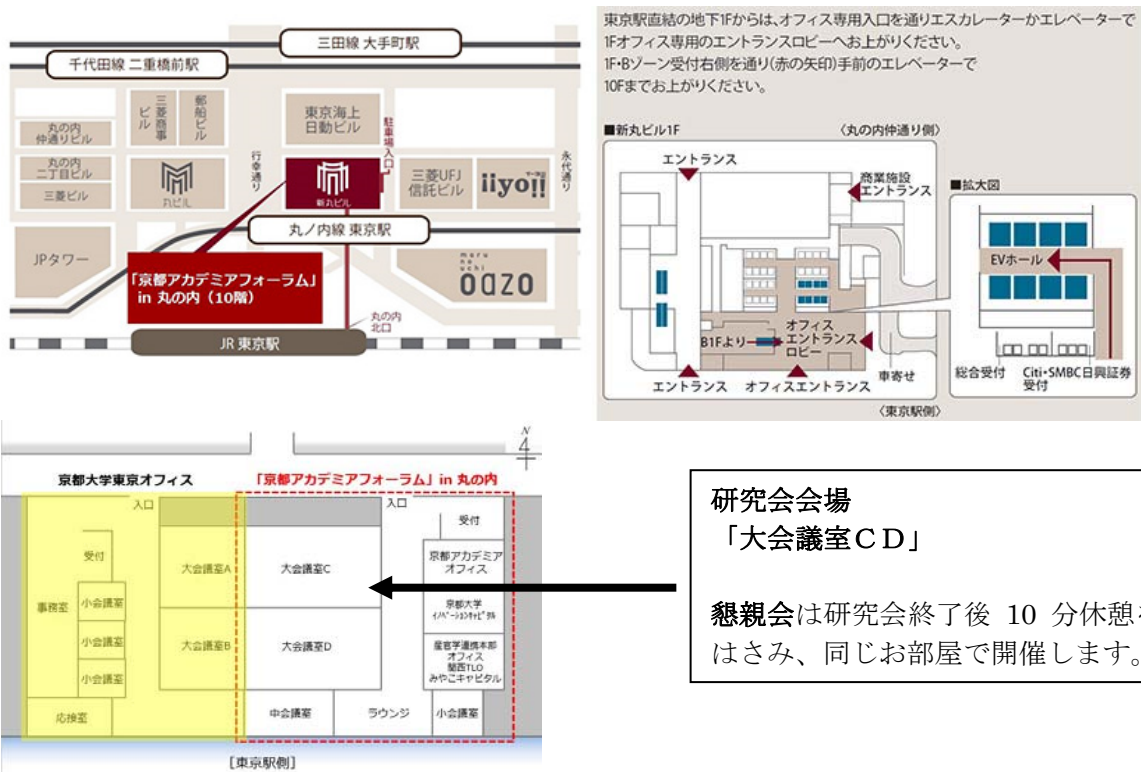 三田線 大手町駅
千代田線 二重橋前駅
丸の内
仲通りビル
三菱商事
ビル
郵船ビル
東京海上
日動ビル
駐車場入口
丸の内
二丁目ビル
三菱ビル
丸ビル
行幸通り
新丸ビル
三菱UFJ
信託ビル
iiyo!!
永代通り
丸ノ内線 東京駅
JPタワー
「京都アカデミアフォーラム」
in 丸の内（10階）
maru
no
uchi
oazo
丸の内
北口
JR 東京駅
東京駅直結の地下1Fからは、オフィス専用入口を通りエスカレーターかエレベーターで
1Fオフィス専用のエントランスロビーへお上がりください。
1F・Bゾーン受付右側を通り(赤の矢印)手前のエレベーターで
10Fまでお上がりください。
■新丸ビル1F
〈丸の内仲通り側〉
エントランス
商業施設
エントランス
B1Fより
オフィス
エントランス
ロビー
車寄せ
エントランス
オフィスエントランス
〈東京駅側〉
■拡大図
EVホール
総合受付
Citi・SMBC日興証券
受付
N
京都大学東京オフィス
「京都アカデミアフォーラム」in 丸の内
入口
入口
受付
受付
大会議室A
大会議室C
京都アカデミア
オフィス
事務室
小会議室
京都大学
イノベーションキャピタル
小会議室
大会議室B
大会議室D
産官学連携本部
オフィス
関西TLO
みやこキャピタル
小会議室
応接室
中会議室
ラウンジ
小会議室
[東京駅側]
研究会会場
「大会議室ＣＤ」
懇親会は研究会終了後 10 分休憩を
はさみ、同じお部屋で開催します。